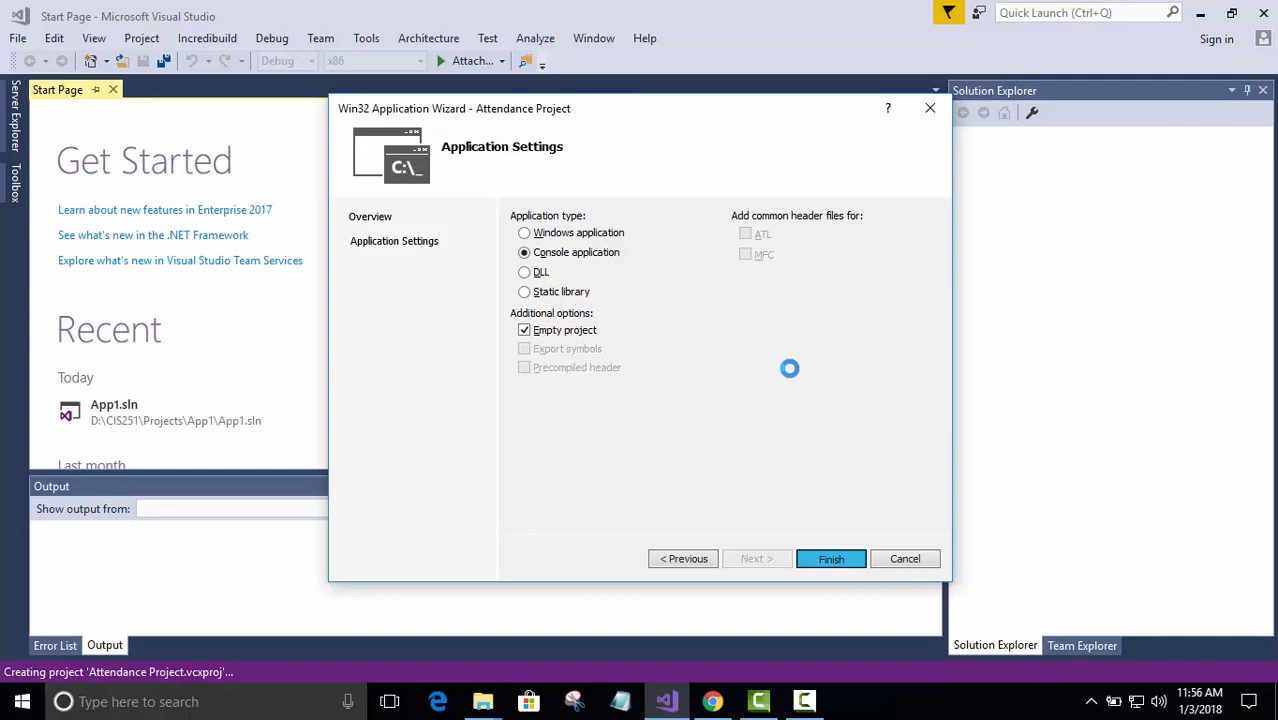 Start Page - Microsoft Visual Studio
Quick Launch (Ctrl+Q)
File Edit View Project Incredibuild Debug Team Tools Architecture Test Analyze Window Help
Sign in
Debug x86 Attach...
Server Explorer
Toolbox
Start Page
Get Started
Learn about new features in Enterprise 2017
See what's new in the .NET Framework
Explore what's new in Visual Studio Team Services
Recent
Today
App1.sln
D:\CIS251\Projects\App1\App1.sln
Last month
Win32 Application Wizard - Attendance Project
?
C:\_
Application Settings
Overview
Application Settings
Application type:
Windows application
Console application
DLL
Static library
Additional options:
Empty project
Export symbols
Precompiled header
Add common header files for:
ATL
MFC
< Previous Next > Finish Cancel
Solution Explorer
Output
Show output from:
Error List Output
Solution Explorer Team Explorer
Creating project 'Attendance Project.vcxproj'...
Type here to search
11:56 AM
1/3/2018